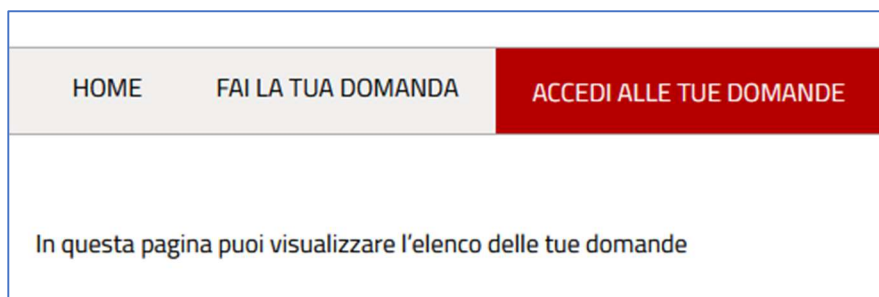 HOME FAI LA TUA DOMANDA ACCEDI ALLE TUE DOMANDE
In questa pagina puoi visualizzare l’elenco delle tue domande